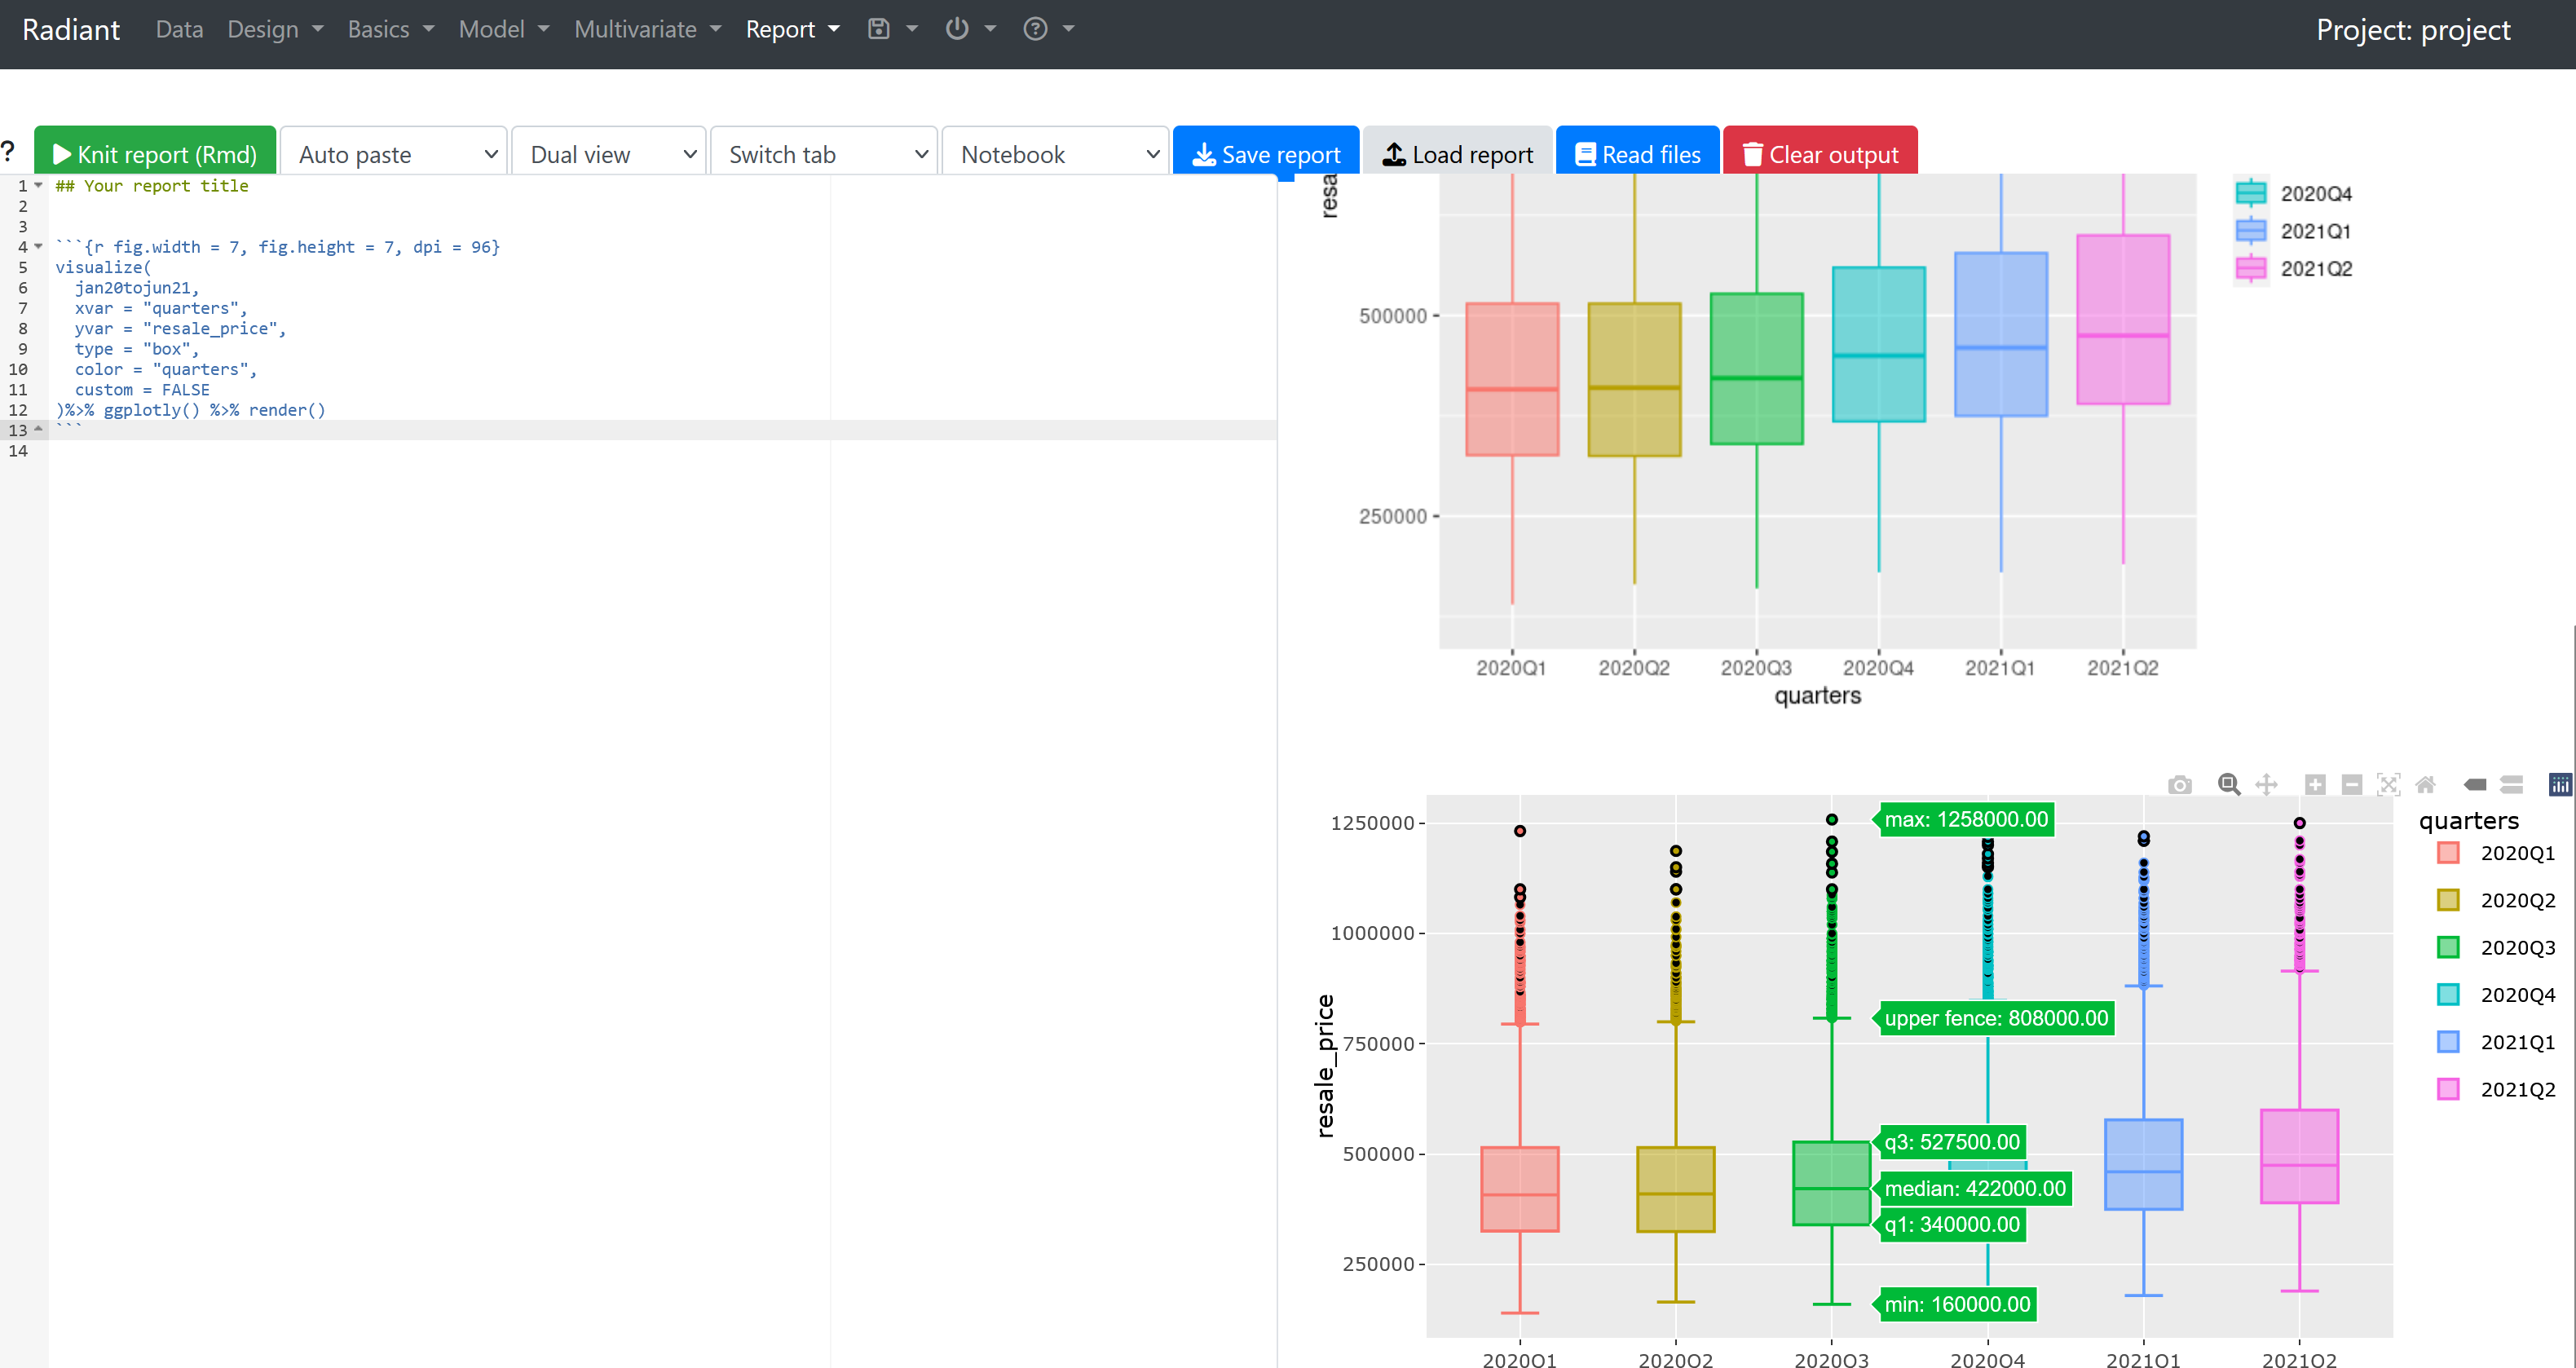 Radiant Data Design Basics Model Multivariate Report Project: project
? Knit report (Rmd) Auto paste Dual view Switch tab Notebook Save report Load report Read files Clear output
1 ## Your report title
2
3
4 ```{r fig.width = 7, fig.height = 7, dpi = 96}
5 visualize(
6 jan20tojun21,
7 xvar = "quarters",
8 yvar = "resale_price",
9 type = "box",
10 color = "quarters",
11 custom = FALSE
12 )%>% ggplotly() %>% render()
13 ```
14
resa
500000
250000
2020Q1 2020Q2 2020Q3 2020Q4 2021Q1 2021Q2
quarters
2020Q4
2021Q1
2021Q2
resale_price
1250000
1000000
750000
500000
250000
max: 1258000.00
upper fence: 808000.00
q3: 527500.00
median: 422000.00
q1: 340000.00
min: 160000.00
2020Q1 2020Q2 2020Q3 2020Q4 2021Q1 2021Q2
quarters
2020Q1
2020Q2
2020Q3
2020Q4
2021Q1
2021Q2